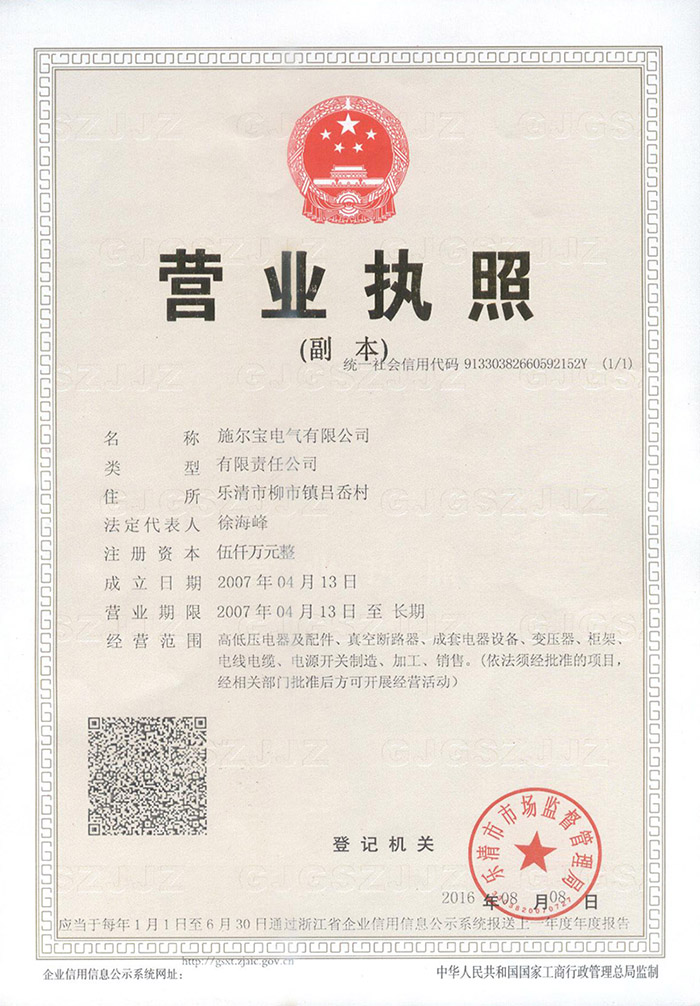 营业执照
(副 本)
统一社会信用代码 91330382660592152Y (1/1)
名 称 施尔宝电气有限公司
类 型 有限责任公司
住 所 乐清市柳市镇吕岙村
法定代表人 徐海峰
注册资本 伍仟万元整
成立日期 2007年04月13日
营业期限 2007年04月13日至 长期
经营范围 高低压电器及配件、真空断路器、成套电器设备、变压器、柜架、
电线电缆、电源开关制造、加工、销售。(依法须经批准的项目，
经相关部门批准后方可开展经营活动)
登记机关
乐清市市场监督管理局
2016 年 08 月 08 日
应当于每年1月1日至6月30日通过浙江省企业信用信息公示系统报送上一年度年度报告
http://gsxt.zjaic.gov.cn
企业信用信息公示系统网址：
中华人民共和国国家工商行政管理总局监制
GJGSZJJZ